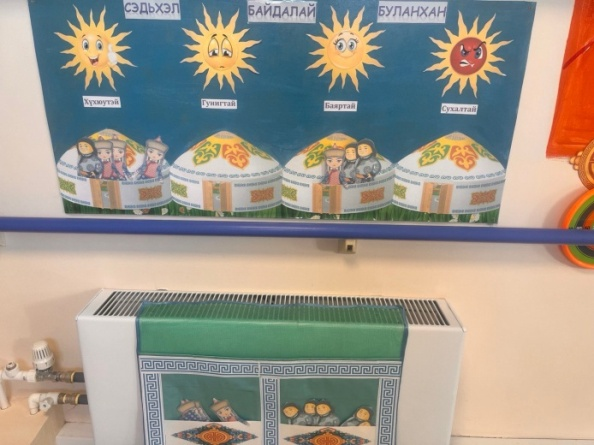 СЭДЬХЭЛ БАЙДАЛАЙ БУЛАНХАН
Хүхюутэй Гунигтай Баяртай Сухалтай